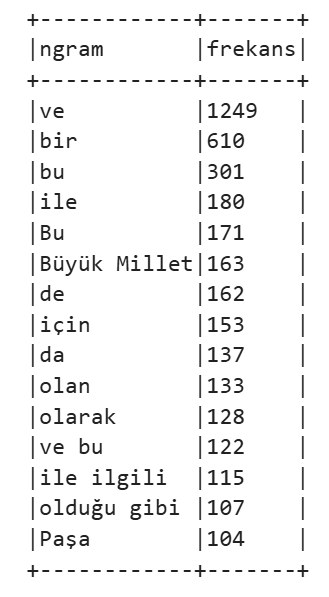 +------------+-------+
|ngram       |frekans|
+------------+-------+
|ve          |1249   |
|bir         |610    |
|bu          |301    |
|ile         |180    |
|Bu          |171    |
|Büyük Millet|163    |
|de          |162    |
|için        |153    |
|da          |137    |
|olan        |133    |
|olarak      |128    |
|ve bu       |122    |
|ile ilgili  |115    |
|olduğu gibi |107    |
|Paşa        |104    |
+------------+-------+